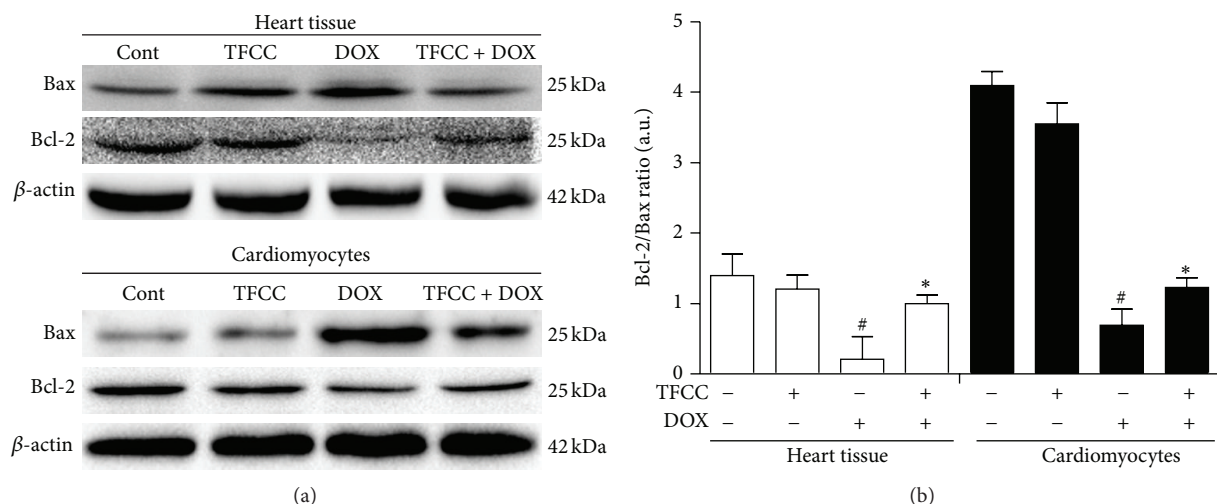 Heart tissue
Cont TFCC DOX TFCC + DOX
Bax 25 kDa
Bcl-2 25 kDa
β-actin 42 kDa
Cardiomyocytes
Cont TFCC DOX TFCC + DOX
Bax 25 kDa
Bcl-2 25 kDa
β-actin 42 kDa
(a)
5
4
3
2
1
0
Bcl-2/Bax ratio (a.u.)
# * # *
TFCC − + − + − + − +
DOX − − + + − − + +
Heart tissue Cardiomyocytes
(b)